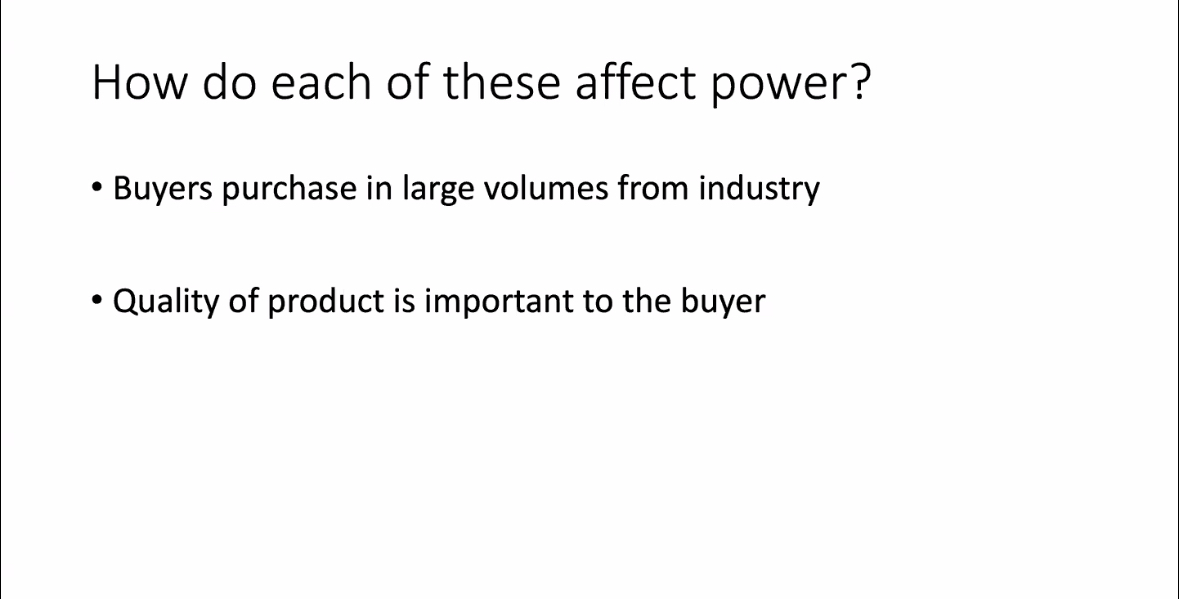 How do each of these affect power?
• Buyers purchase in large volumes from industry
• Quality of product is important to the buyer